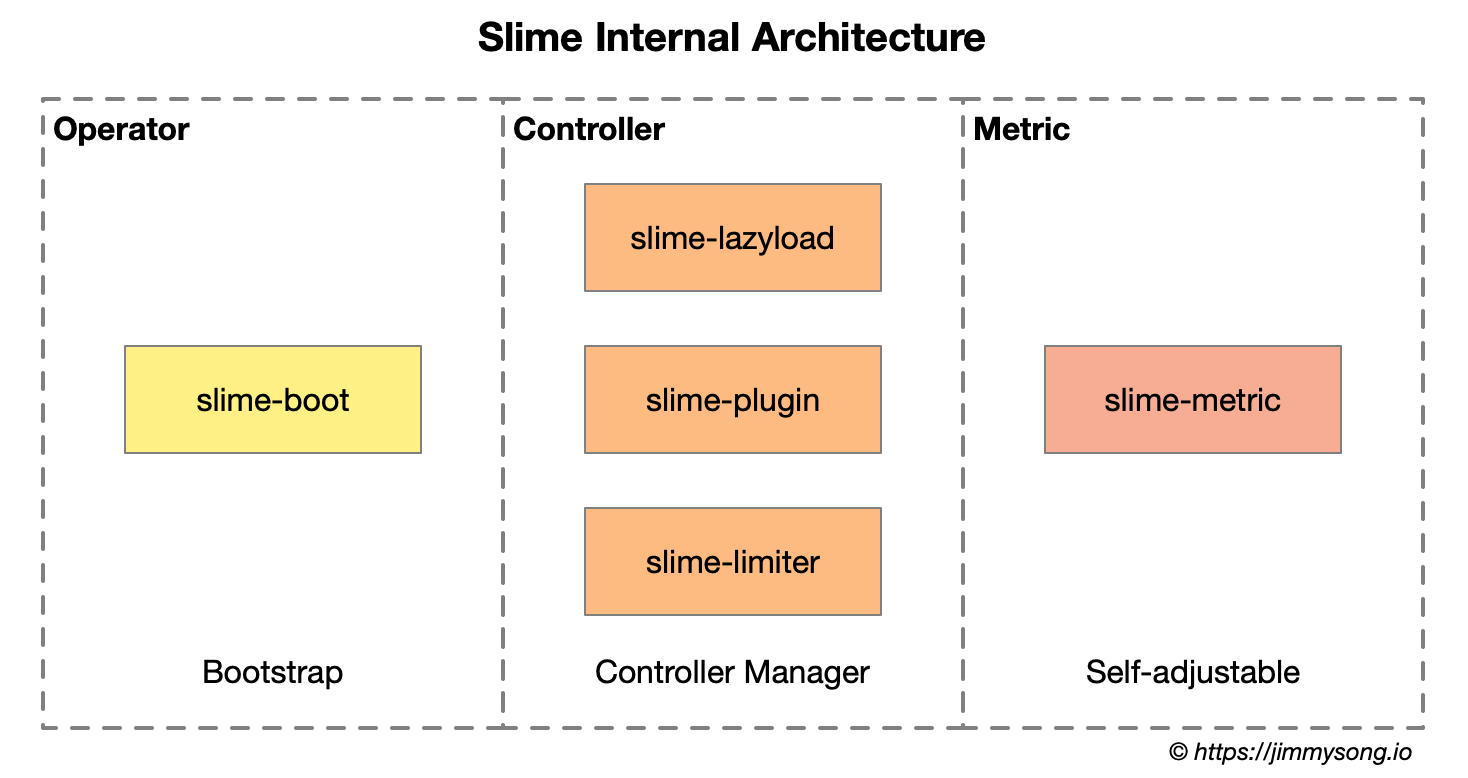 Slime Internal Architecture
Operator
Controller
Metric
slime-lazyload
slime-boot
slime-plugin
slime-metric
slime-limiter
Bootstrap
Controller Manager
Self-adjustable
© https://jimmysong.io